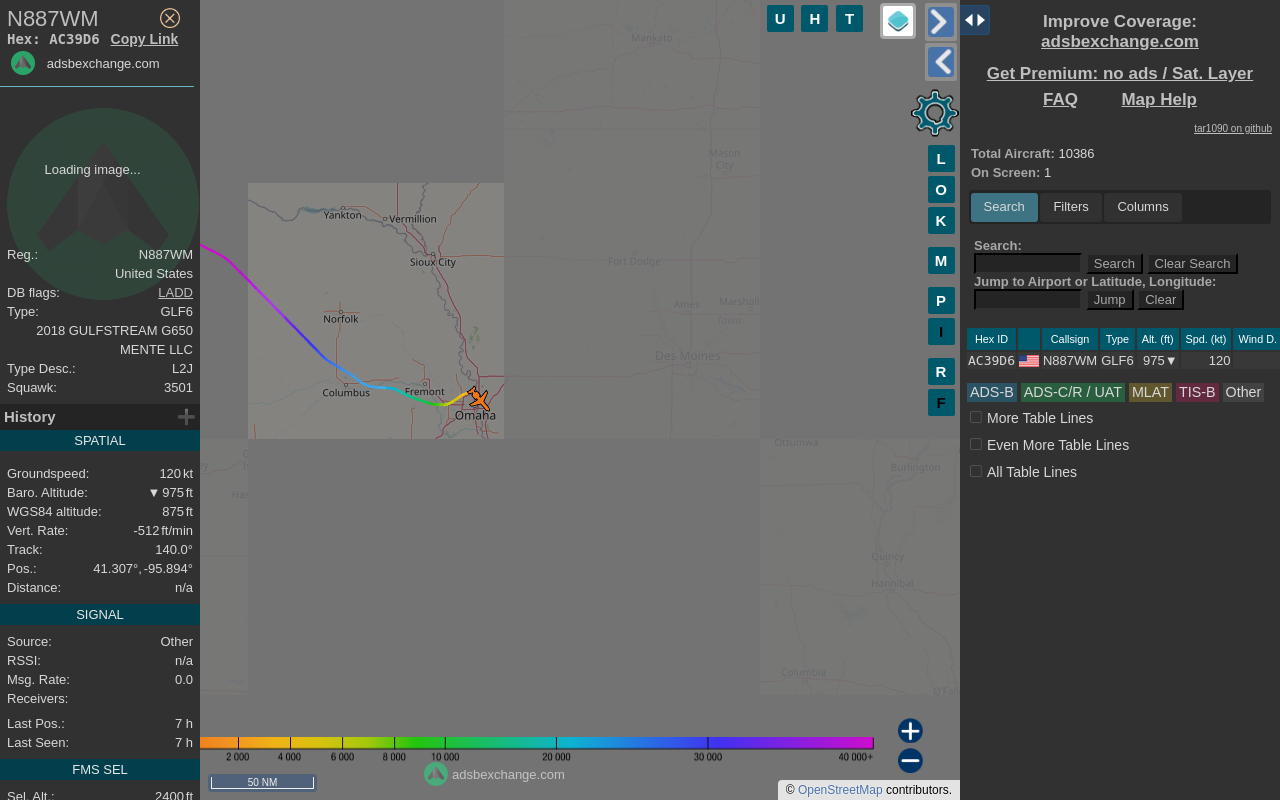 N887WM
Hex: AC39D6 Copy Link
adsbexchange.com
Loading image...
Reg.: N887WM
United States
DB flags: LADD
Type: GLF6
2018 GULFSTREAM G650
MENTE LLC
Type Desc.: L2J
Squawk: 3501
History
SPATIAL
Groundspeed: 120 kt
Baro. Altitude: ▼ 975 ft
WGS84 altitude: 875 ft
Vert. Rate: -512 ft/min
Track: 140.0°
Pos.: 41.307°, -95.894°
Distance: n/a
SIGNAL
Source: Other
RSSI: n/a
Msg. Rate: 0.0
Receivers:
Last Pos.: 7 h
Last Seen: 7 h
FMS SEL
Sel. Alt.: 2400 ft
U H T
L
O
K
M
P
I
R
F
Mankato
Mason
City
Yankton
Vermillion
Sioux City
Fort Dodge
Ames
Marshall
Iowa
Norfolk
Des Moines
Columbus
Fremont
Omaha
Ottumwa
Burlington
Quincy
Hannibal
Columbia
O'Fall
2 000 4 000 6 000 8 000 10 000 20 000 30 000 40 000+
adsbexchange.com
50 NM
© OpenStreetMap contributors.
Improve Coverage:
adsbexchange.com
Get Premium: no ads / Sat. Layer
FAQ Map Help
tar1090 on github
Total Aircraft: 10386
On Screen: 1
Search Filters Columns
Search:
Search Clear Search
Jump to Airport or Latitude, Longitude:
Jump Clear
Hex ID Callsign Type Alt. (ft) Spd. (kt) Wind D.
AC39D6 N887WM GLF6 975▼ 120
ADS-B ADS-C/R / UAT MLAT TIS-B Other
More Table Lines
Even More Table Lines
All Table Lines